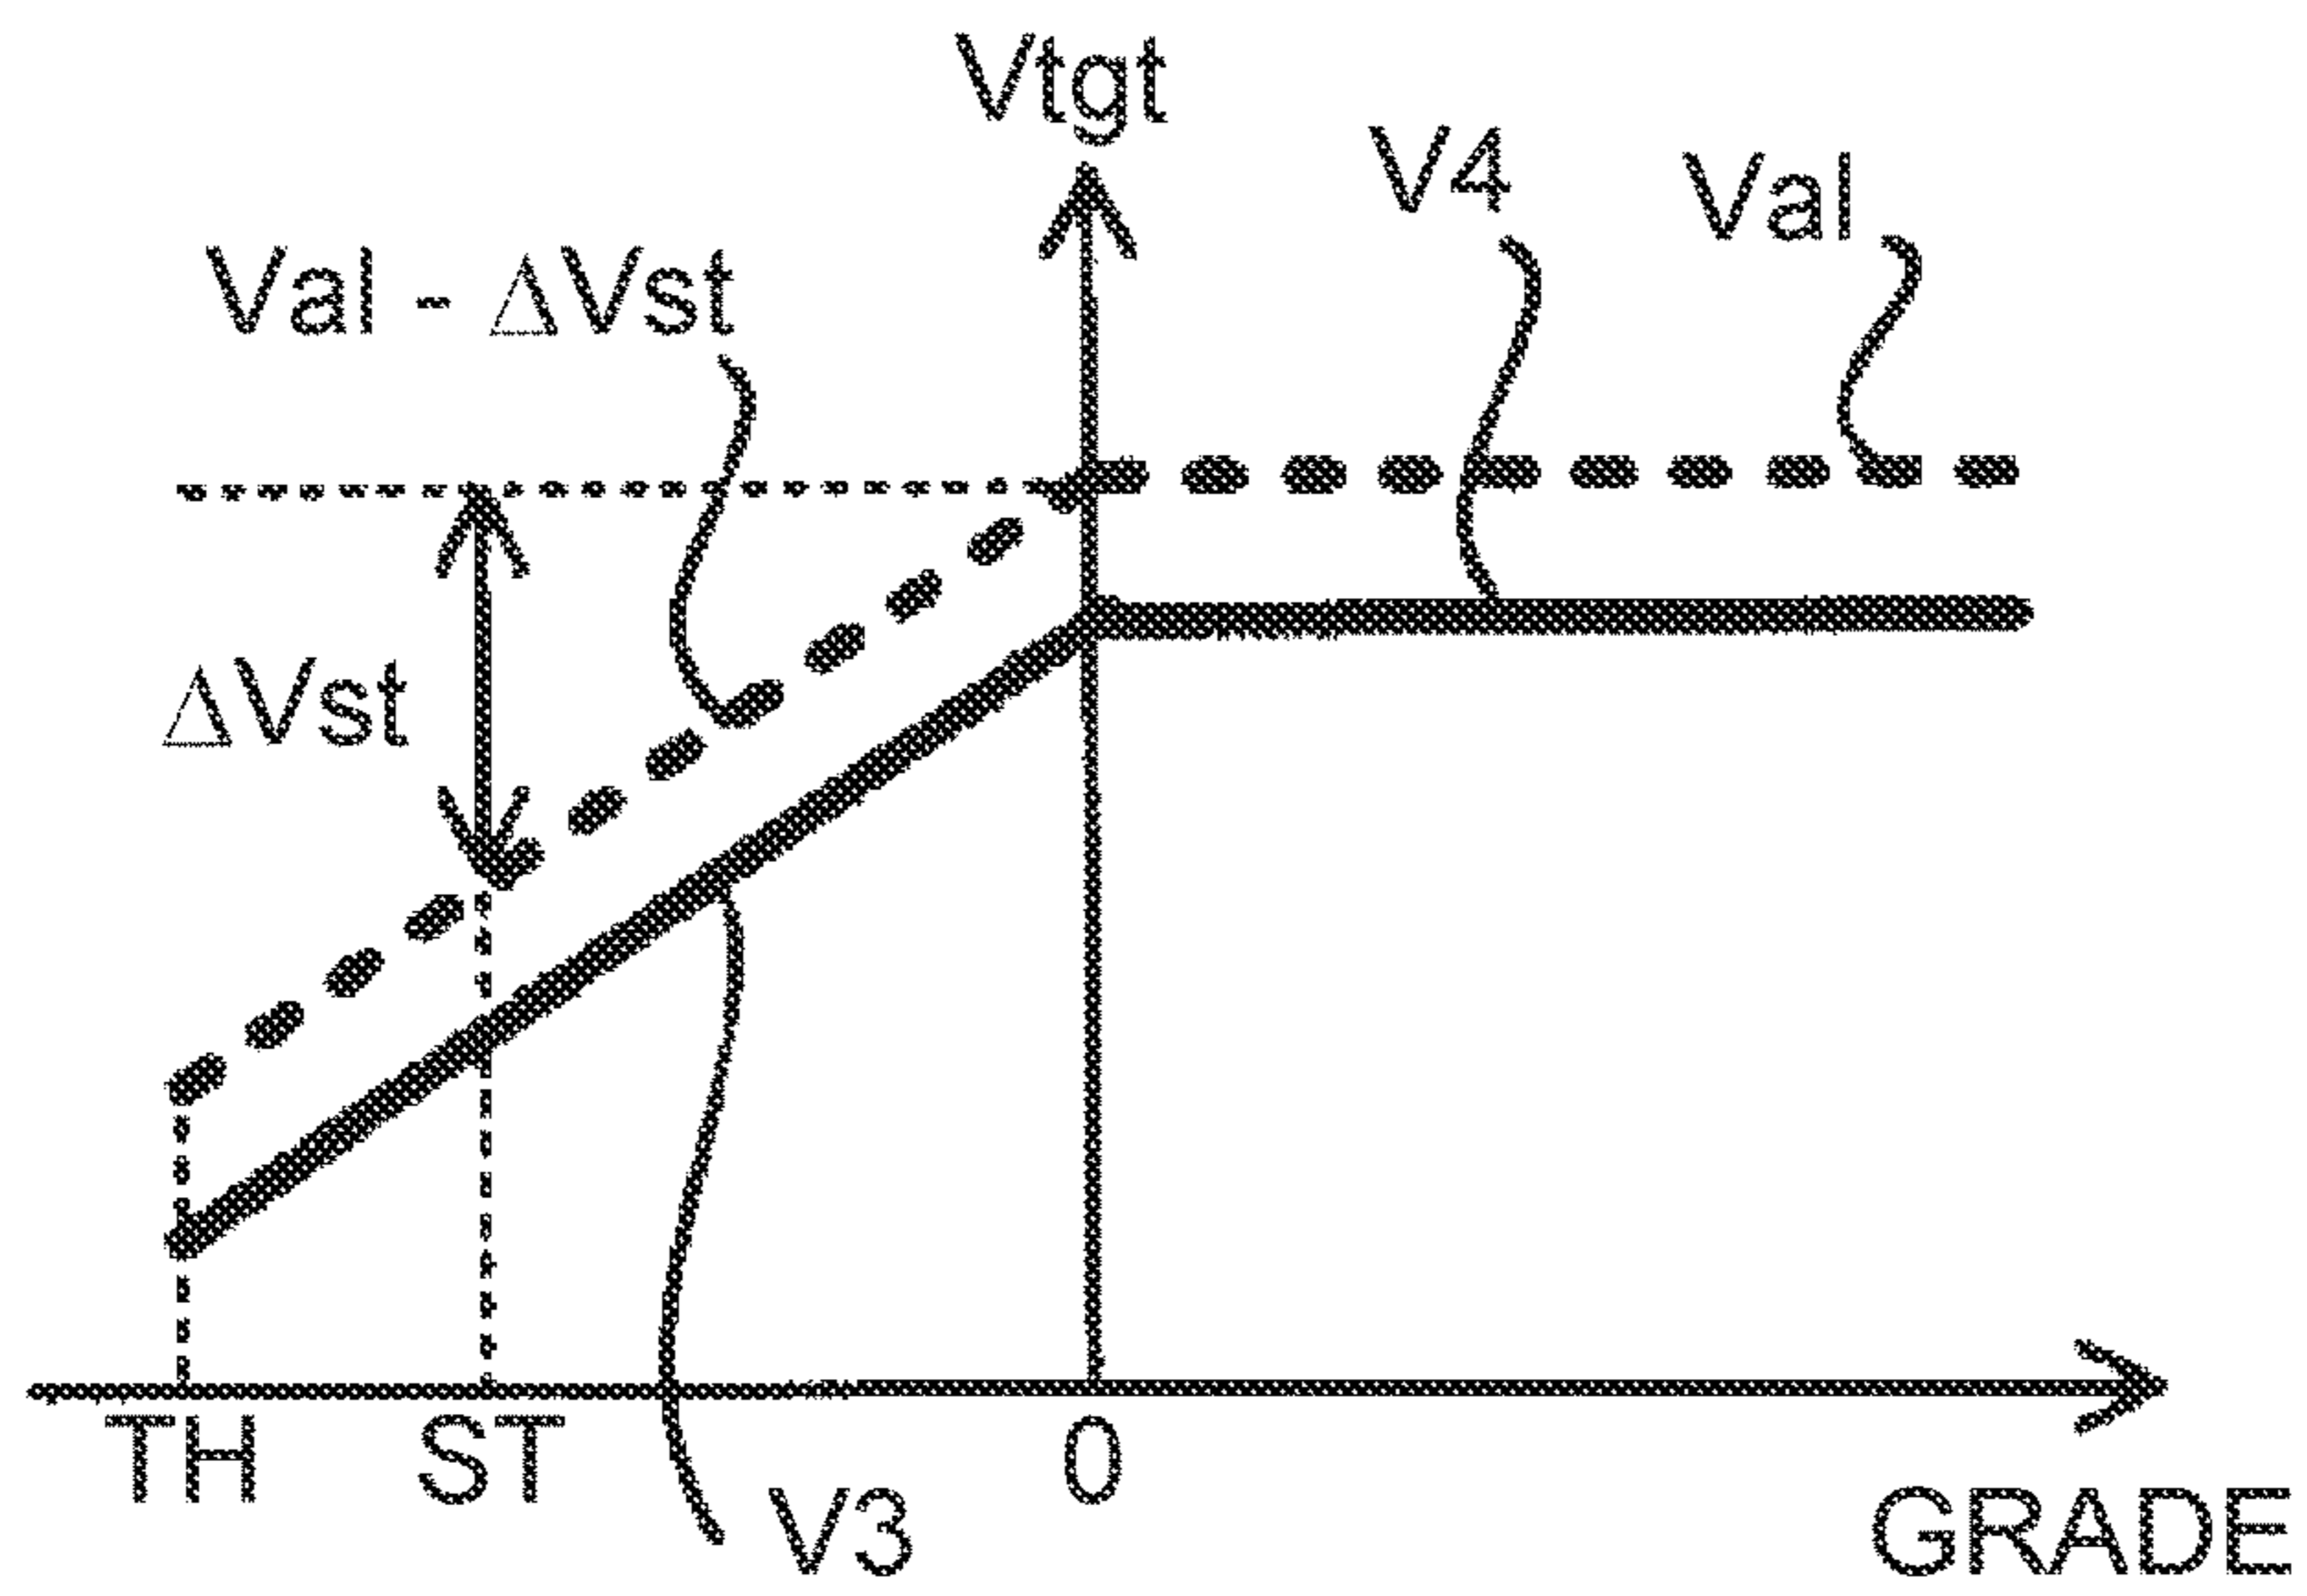 Vtgt
V4
Val
Val - ΔVst
ΔVst
TH
ST
0
V3
GRADE